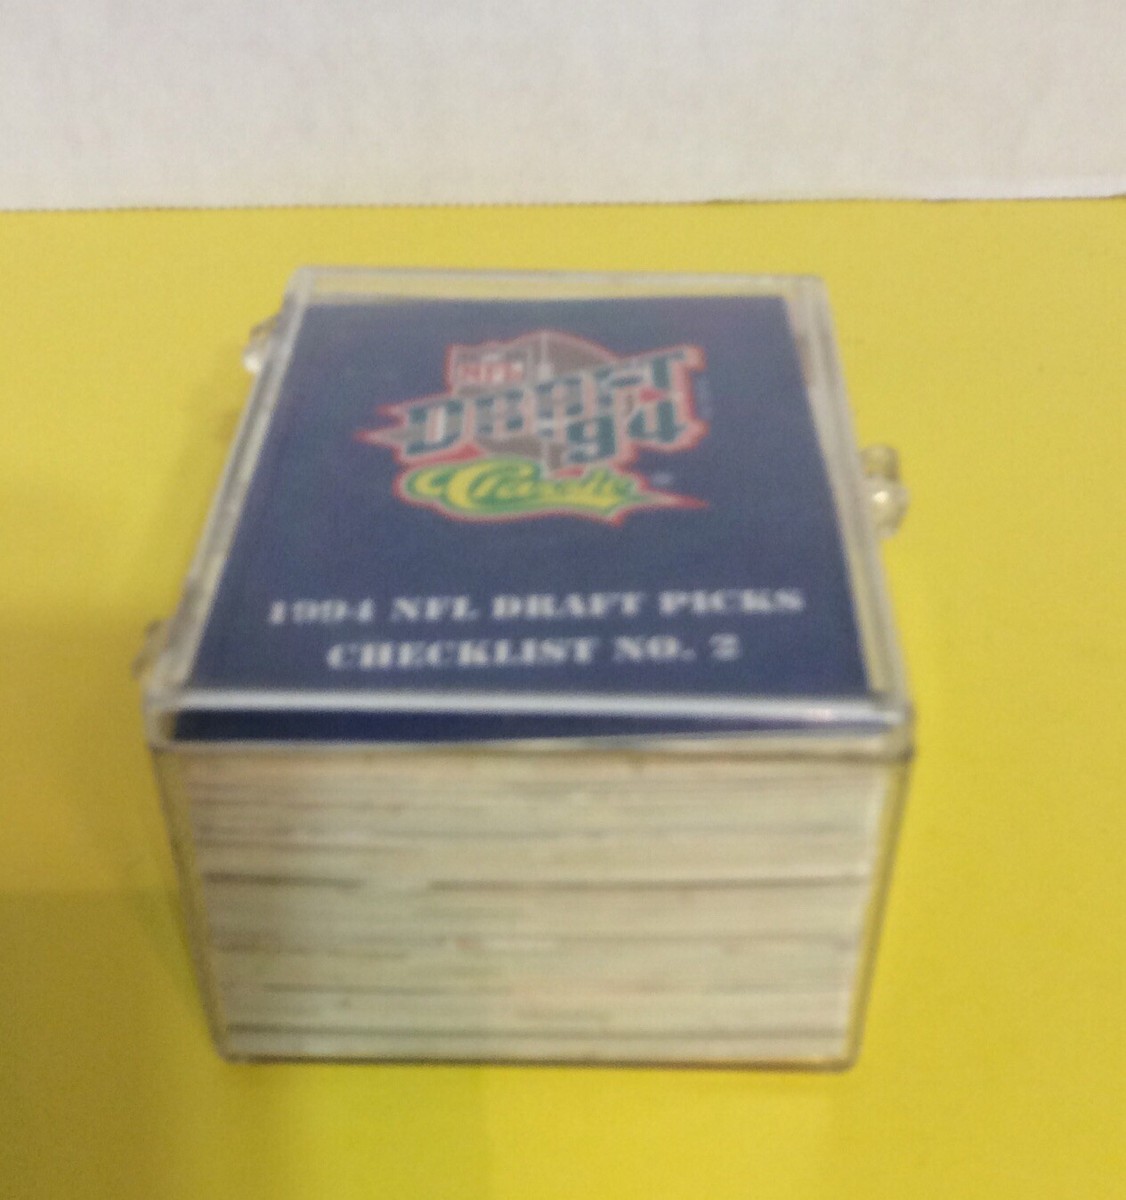 NFL
DRAFT
94
Classic
1994 NFL DRAFT PICKS
CHECKLIST NO. 2